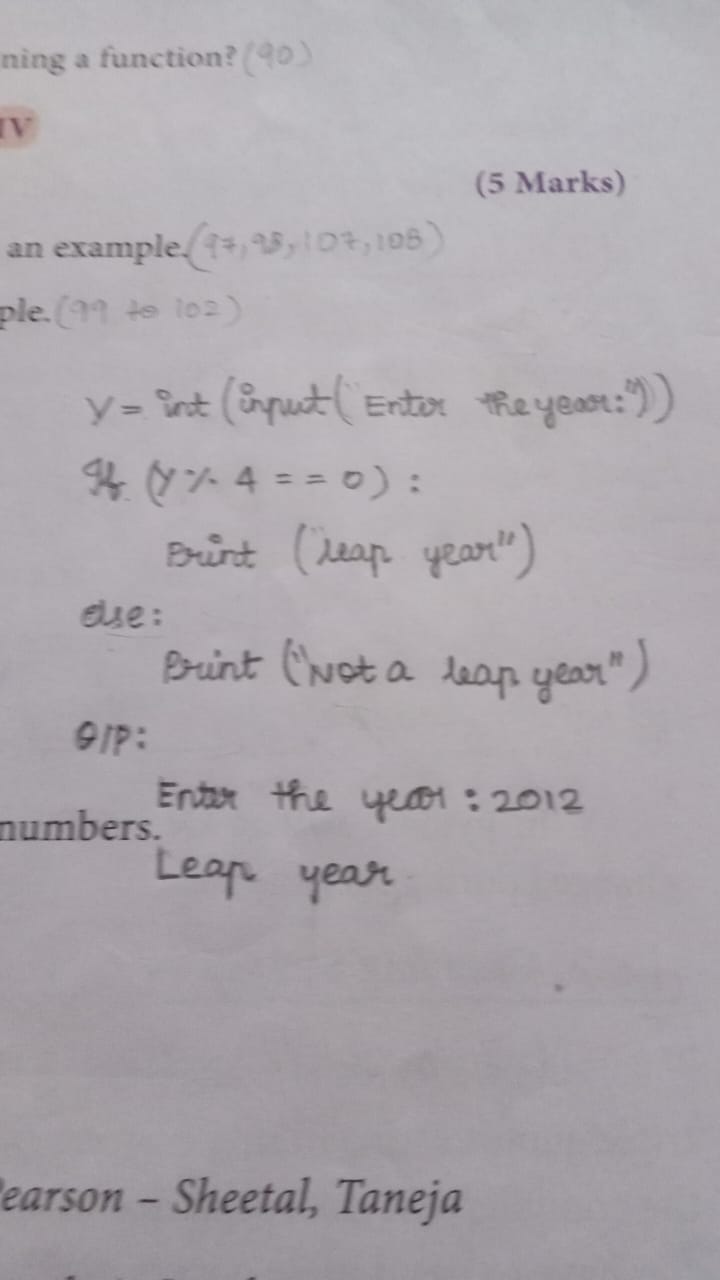 ning a function? (90)
IV
(5 Marks)
an example. (97, 98, 107, 108)
ple. (99 to 102)
y = int (input ("Enter the year:"))
If (y % 4 == 0) :
Print ("leap year")
else:
Print ("Not a leap year")
O/P:
Enter the year : 2012
numbers.
Leap year
earson – Sheetal, Taneja